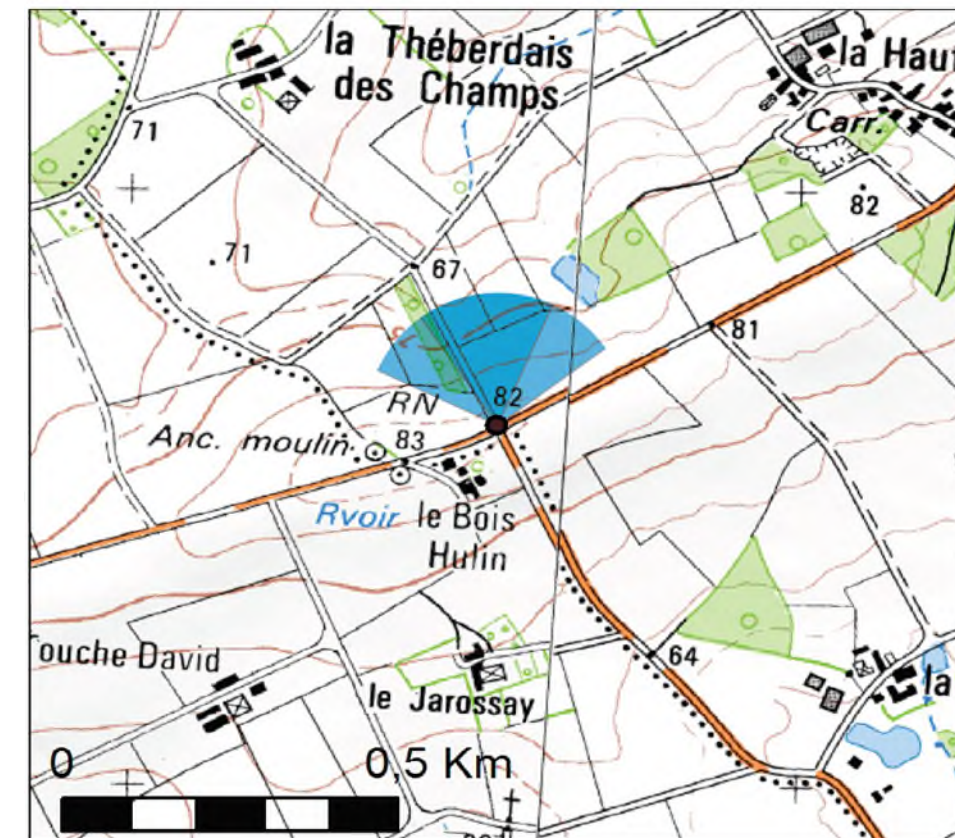 la Théberdais
des Champs
la Haut
Carr.
71
82
71
67
81
82
RN
Anc. moulin
83
Rvoir
le Bois
Hulin
ouche David
64
la
le Jarossay
0
0,5 Km